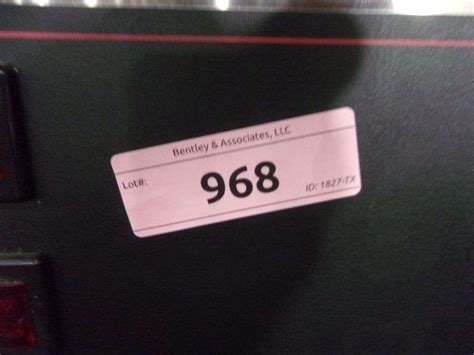 Bentley & Associates, LLC
Lot#: 968 ID: 1827-TX